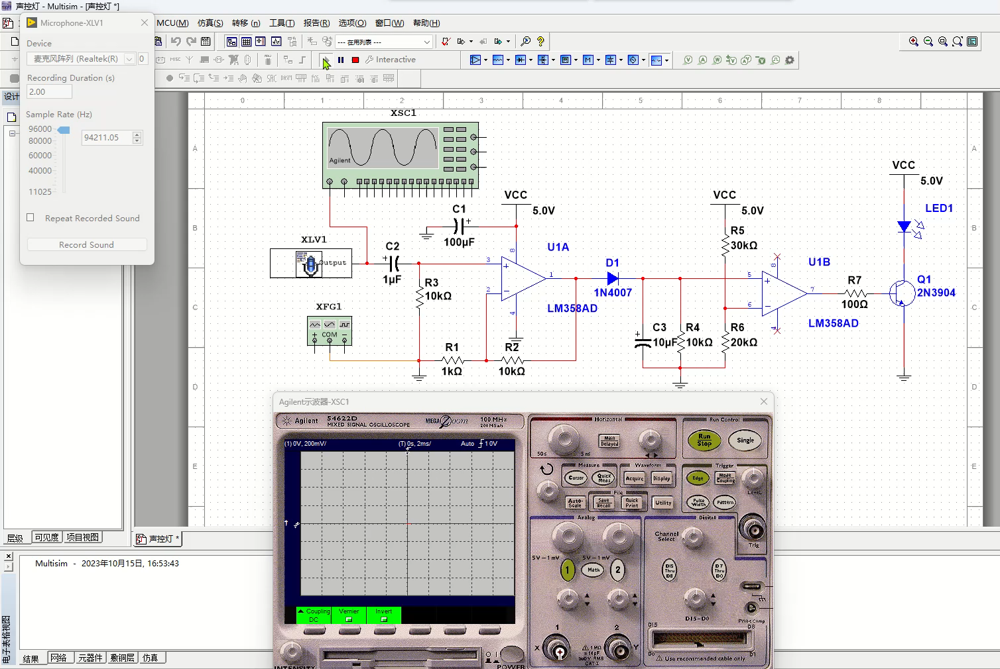 声控灯 - Multisim - [声控灯 *]
MCU(M) 仿真(S) 转移 (n) 工具(T) 报告(R) 选项(O) 窗口(W) 帮助(H)
--- 在用列表 ---
Interactive
Microphone-XLV1
Device
麦克风阵列 (Realtek(R) 0
Recording Duration (s)
2.00
Sample Rate (Hz)
96000
80000
60000
40000
11025
94211.05
Repeat Recorded Sound
Record Sound
设计
0 1 2 3 4 5 6 7 8
A
B
C
D
E
A
B
C
D
E
XSC1
Agilent
XLV1
Output
XFG1
COM
C2
1µF
C1
100µF
VCC
5.0V
R3
10kΩ
U1A
LM358AD
3
2
8
4
1
R1
1kΩ
R2
10kΩ
D1
1N4007
C3
10µF
R4
10kΩ
VCC
5.0V
R5
30kΩ
R6
20kΩ
U1B
LM358AD
5
6
8
4
7
R7
100Ω
VCC
5.0V
LED1
Q1
2N3904
Agilent示波器-XSC1
Agilent 54622D
MIXED SIGNAL OSCILLOSCOPE
MEGA Zoom
100 MHz
200 MSa/s
(1) 0V, 200mV/ (T) 0s, 2ms/ Auto 1 0V
Coupling
DC
Vernier
Invert
INTENSITY
POWER
Horizontal
50s 5 ns
Main
Delayed
Run Control
Run
Stop
Single
Measure
Cursor
Quick
Meas
Waveform
Acquire
Display
Trigger
Edge
Mode
Coupling
Level
Auto-
Scale
File
Save
Recall
Quick
Print
Utility
Pulse
Width
Pattern
Analog
5V—1mV 5V—1mV
1
Math
2
Digital
Channel
Select
Trig
D15
Thru
D8
D7
Thru
D0
D15-D0
Probe Comp
1
2
X
Y
1MΩ
CAT I
D15
D8
D0
D1
Use recommended cable only
层级 可见度 项目视图
声控灯 *
Multisim - 2023年10月15日, 16:53:43
电子表格视图
结果 网络 元器件 敷铜层 仿真